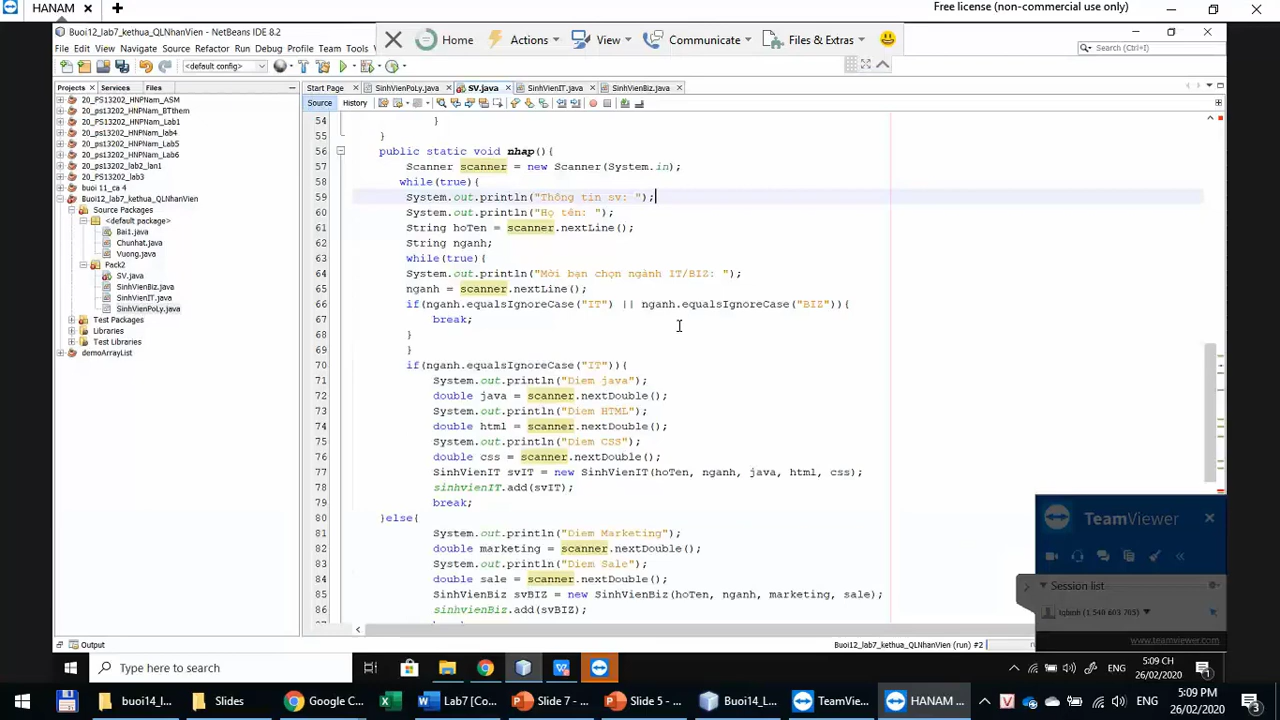 HANAM
Free license (non-commercial use only)
Buoi12_lab7_kethua_QLNhanVien - NetBeans IDE 8.2
Home Actions View Communicate Files & Extras
File Edit View Navigate Source Refactor Run Debug Profile Team Tools
Search (Ctrl+I)
<default config>
Projects Services Files
Start Page SinhVienPoLy.java SV.java SinhVienIT.java SinhVienBiz.java
Source History
20_PS13202_HNPNam_ASM
20_PS13202_HNPNam_BTthem
20_PS13202_HNPNam_Lab1
20_ps13202_HNPNam_lab4
20_ps13202_HNPNam_Lab5
20_ps13202_HNPNam_Lab6
20_ps13202_lab2_lan1
ps13202_lab3
buoi 11_ca 4
Buoi12_lab7_kethua_QLNhanVien
Source Packages
<default package>
Bai1.java
Chunhat.java
Vuong.java
Pack2
SV.java
SinhVienBiz.java
SinhVienIT.java
SinhVienPoLy.java
Test Packages
Libraries
Test Libraries
demoArrayList
54 }
55 }
56 public static void nhap(){
57 Scanner scanner = new Scanner(System.in);
58 while(true){
59 System.out.println("Thông tin sv: ");
60 System.out.println("Họ tên: ");
61 String hoTen = scanner.nextLine();
62 String nganh;
63 while(true){
64 System.out.println("Mời bạn chọn ngành IT/BIZ: ");
65 nganh = scanner.nextLine();
66 if(nganh.equalsIgnoreCase("IT") || nganh.equalsIgnoreCase("BIZ")){
67 break;
68 }
69 }
70 if(nganh.equalsIgnoreCase("IT")){
71 System.out.println("Diem java");
72 double java = scanner.nextDouble();
73 System.out.println("Diem HTML");
74 double html = scanner.nextDouble();
75 System.out.println("Diem CSS");
76 double css = scanner.nextDouble();
77 SinhVienIT svIT = new SinhVienIT(hoTen, nganh, java, html, css);
78 sinhvienIT.add(svIT);
79 break;
80 }else{
81 System.out.println("Diem Marketing");
82 double marketing = scanner.nextDouble();
83 System.out.println("Diem Sale");
84 double sale = scanner.nextDouble();
85 SinhVienBiz svBIZ = new SinhVienBiz(hoTen, nganh, marketing, sale);
86 sinhvienBiz.add(svBIZ);
TeamViewer
Session list
www.teamviewer.com
Output
Buoi12_lab7_kethua_QLNhanVien (run) #2
Type here to search
ENG
5:09 CH
26/02/2020
1
buoi14_l... Slides Google C... Lab7 [Co... Slide 7 - ... Slide 5 - ... Buoi14_l... TeamVie... HANAM ...
ENG
5:09 PM
26/02/2020
3